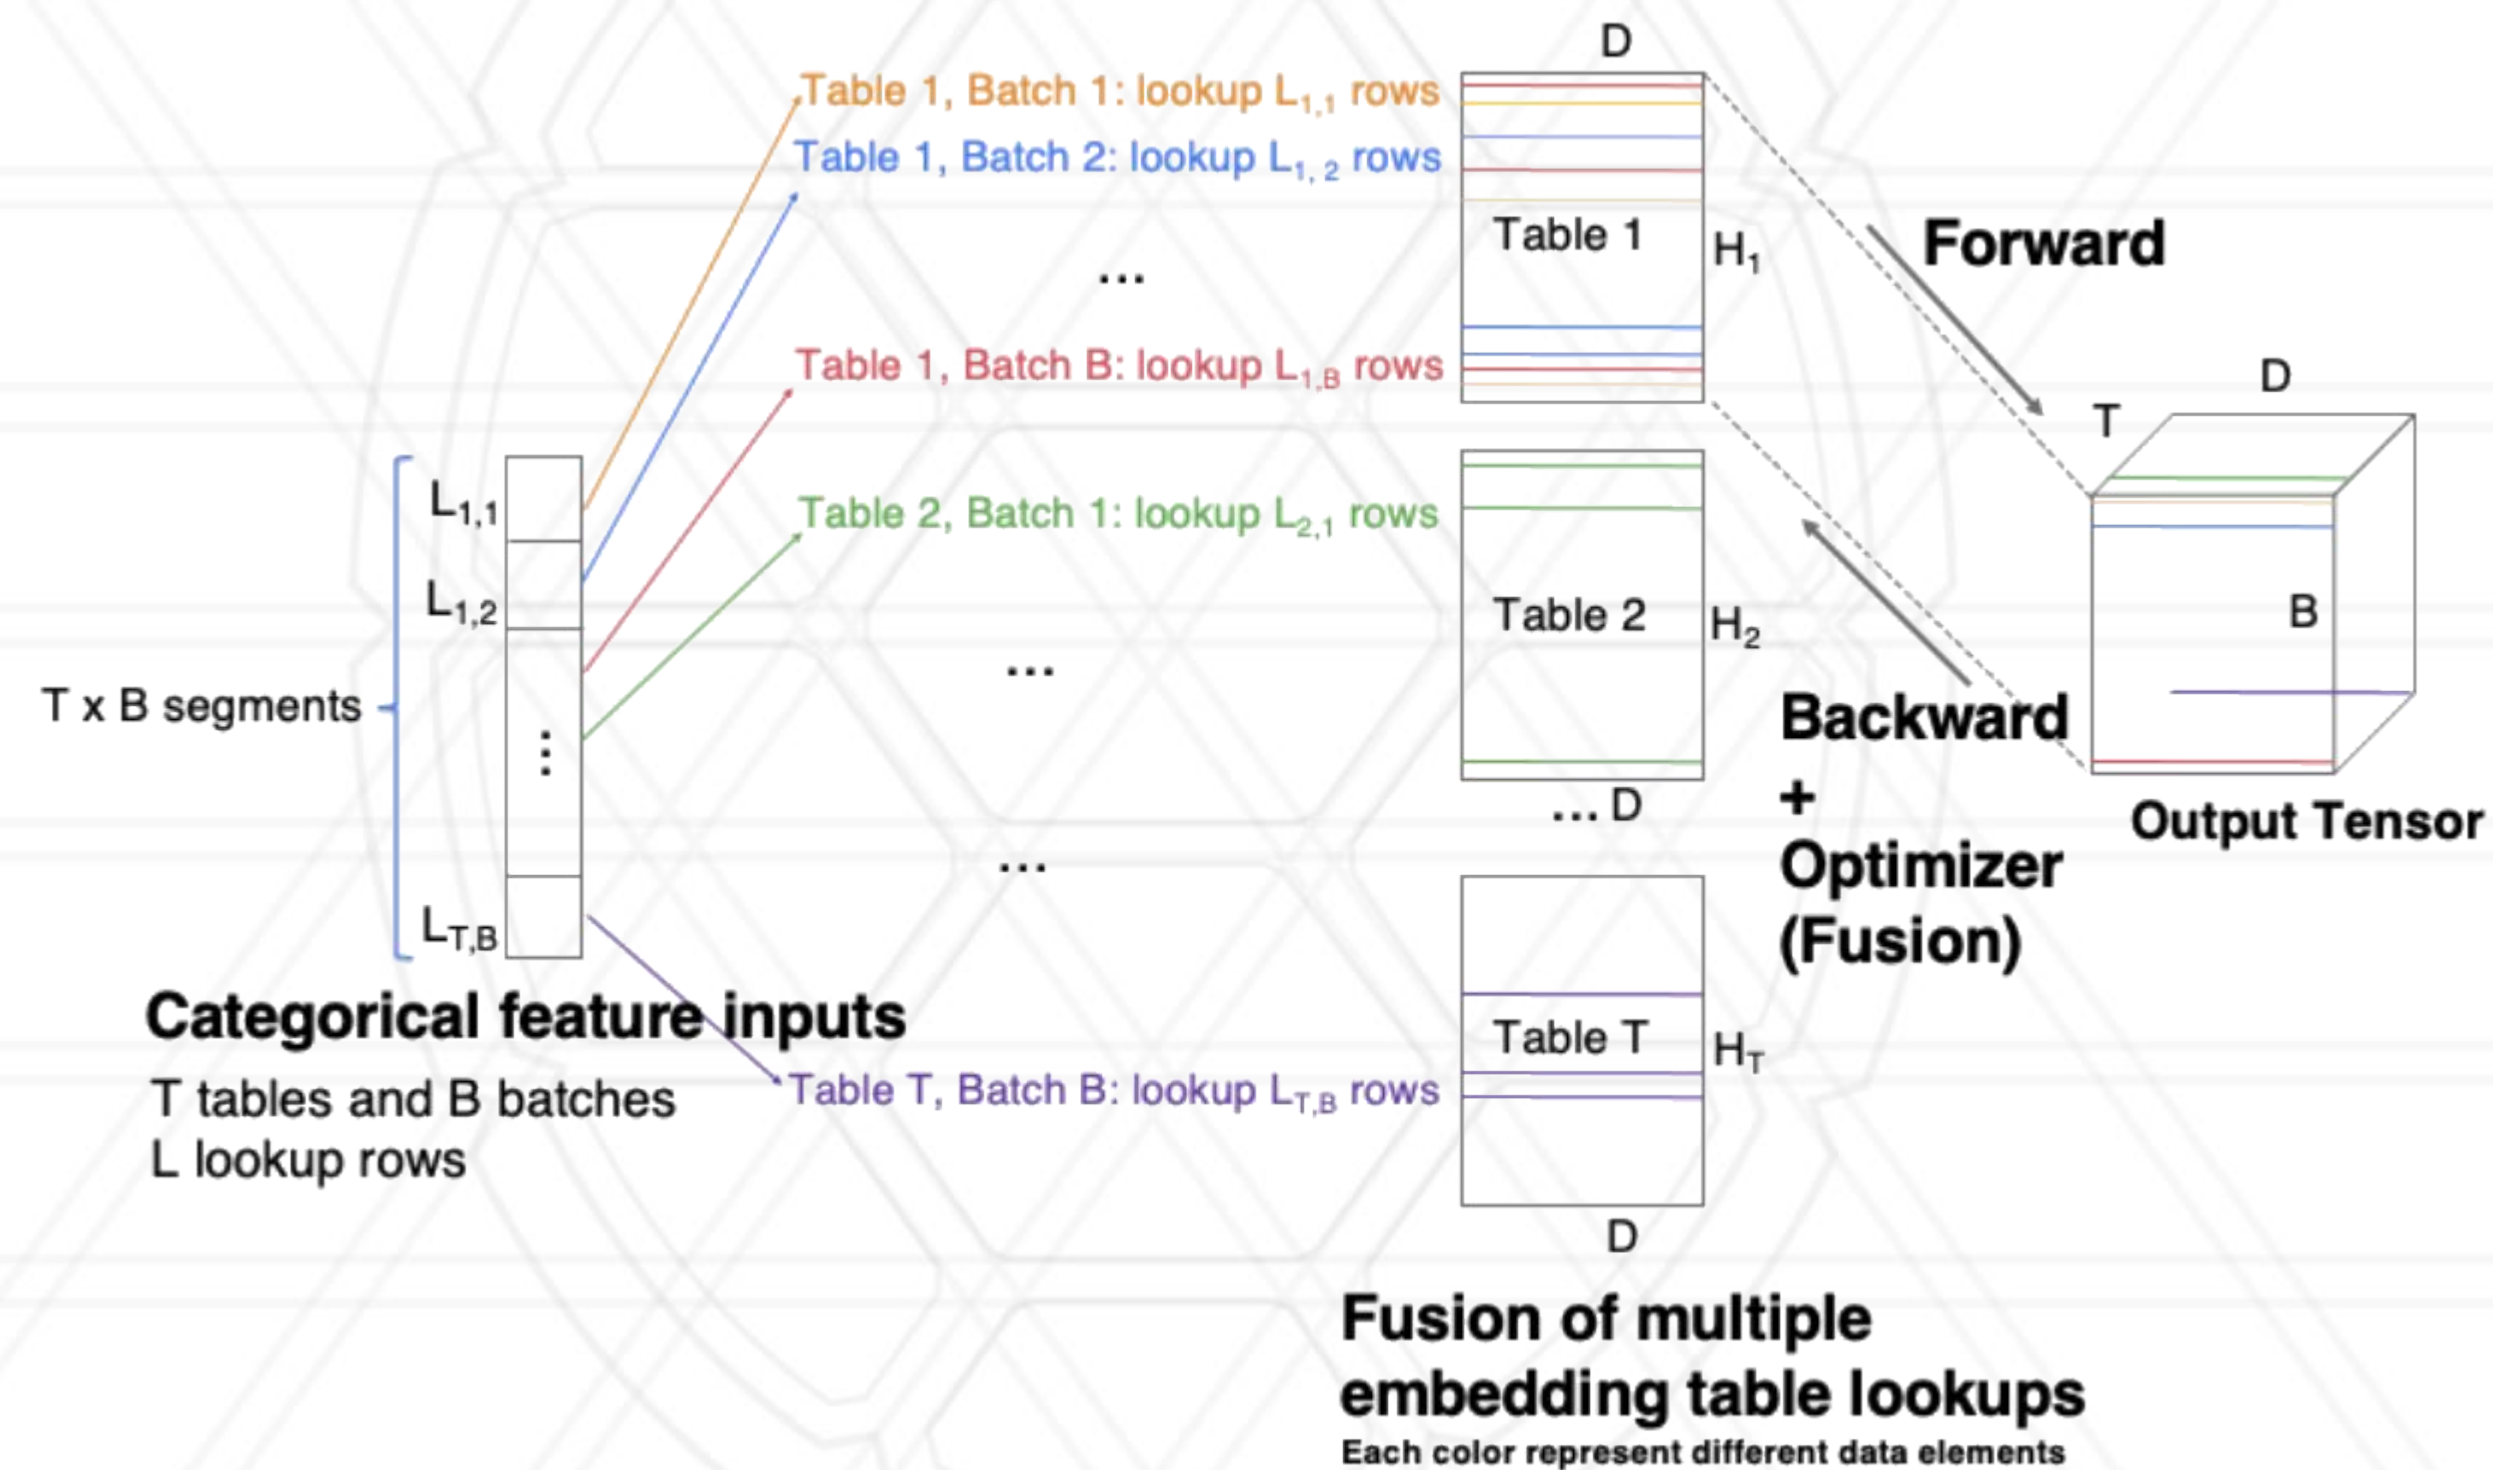 D
Table 1, Batch 1: lookup L1,1 rows
Table 1, Batch 2: lookup L1, 2 rows
...
Table 1, Batch B: lookup L1,B rows
Table 1
H1
Forward
D
T
B
Output Tensor
L1,1
L1,2
⋮
LT,B
T x B segments
Table 2, Batch 1: lookup L2,1 rows
...
Table 2
H2
... D
Backward
+
Optimizer
(Fusion)
...
Categorical feature inputs
T tables and B batches
L lookup rows
Table T, Batch B: lookup LT,B rows
Table T
HT
D
Fusion of multiple
embedding table lookups
Each color represent different data elements